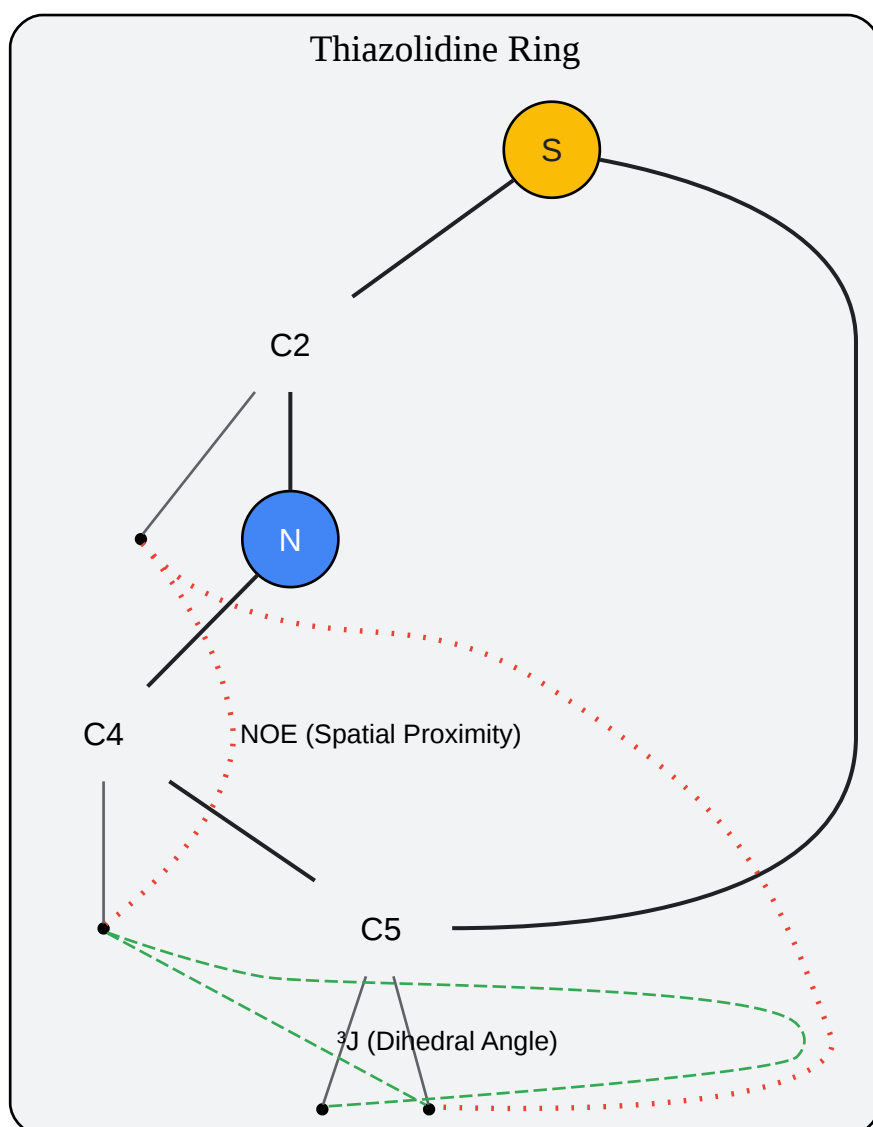 Thiazolidine Ring
S
C2
N
C4
NOE (Spatial Proximity)
C5
³J (Dihedral Angle)